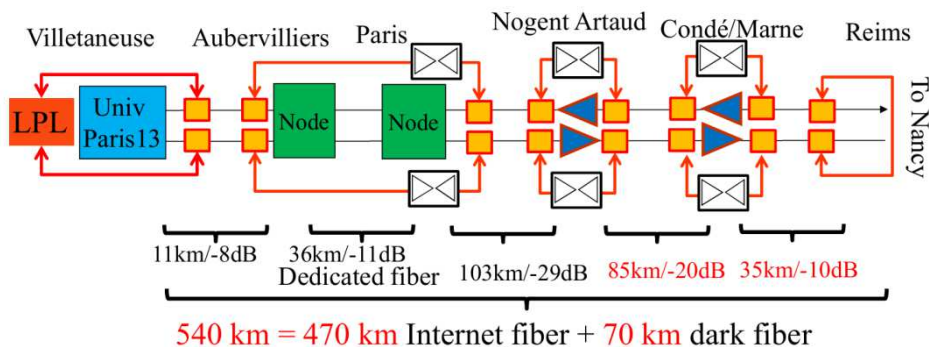 Villetaneuse
Aubervilliers
Paris
Nogent Artaud
Condé/Marne
Reims
LPL
Univ
Paris13
Node
Node
To Nancy
11km/-8dB
36km/-11dB
Dedicated fiber
103km/-29dB
85km/-20dB
35km/-10dB
540 km = 470 km Internet fiber + 70 km dark fiber